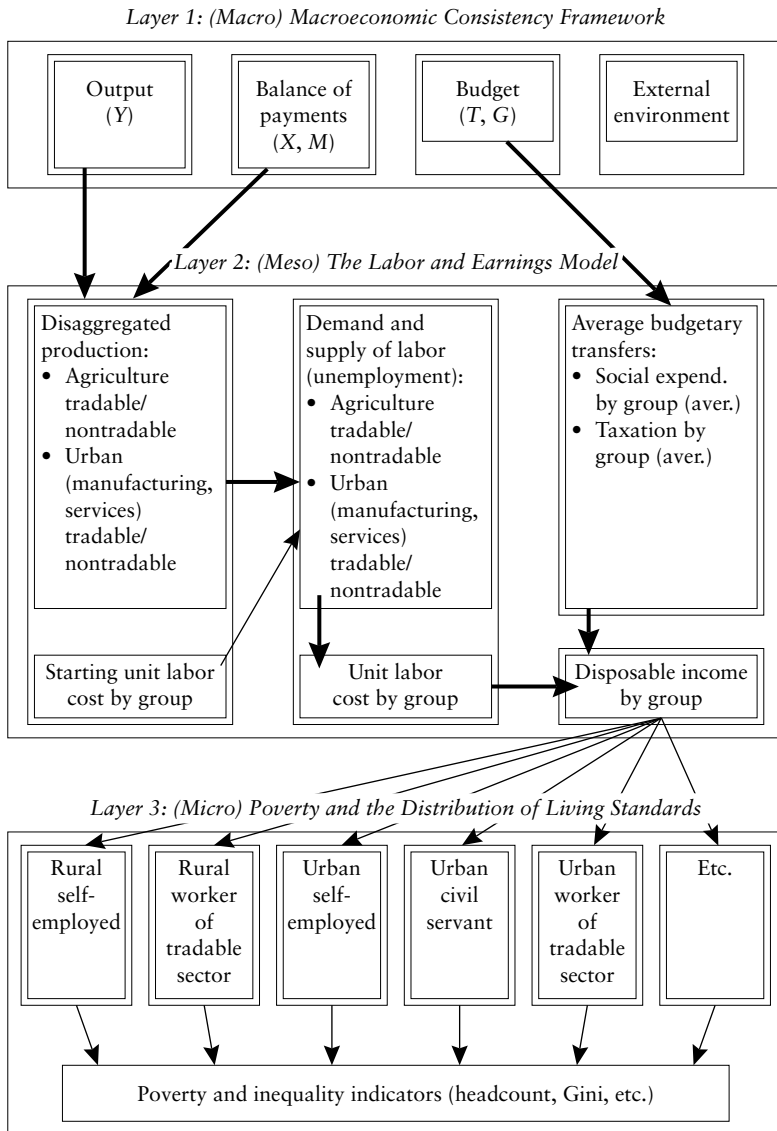 Layer 1: (Macro) Macroeconomic Consistency Framework
Output
(Y)
Balance of
payments
(X, M)
Budget
(T, G)
External
environment
Layer 2: (Meso) The Labor and Earnings Model
Disaggregated
production:
• Agriculture
tradable/
nontradable
• Urban
(manufacturing,
services)
tradable/
nontradable
Starting unit labor
cost by group
Demand and
supply of labor
(unemployment):
• Agriculture
tradable/
nontradable
• Urban
(manufacturing,
services)
tradable/
nontradable
Unit labor
cost by group
Average budgetary
transfers:
• Social expend.
by group (aver.)
• Taxation by
group (aver.)
Disposable income
by group
Layer 3: (Micro) Poverty and the Distribution of Living Standards
Rural
self-
employed
Rural
worker
of
tradable
sector
Urban
self-
employed
Urban
civil
servant
Urban
worker
of
tradable
sector
Etc.
Poverty and inequality indicators (headcount, Gini, etc.)